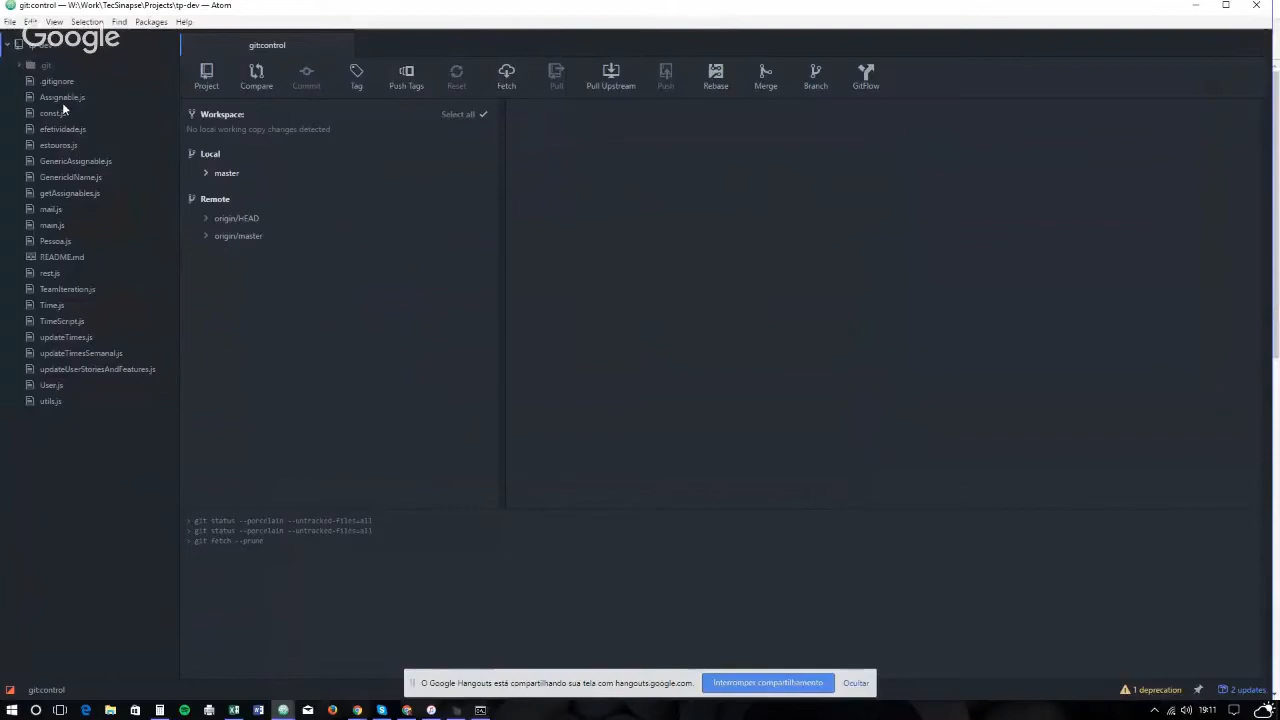 git:control — W:\Work\TecSinapse\Projects\tp-dev — Atom
File Edit View Selection Find Packages Help
Google
git:control
.git
.gitignore
Assignable.js
efetividade.js
estouros.js
GenericAssignable.js
GenericIdName.js
getAssignables.js
mail.js
main.js
Pessoa.js
README.md
rest.js
TeamIteration.js
Time.js
TimeScript.js
updateTimes.js
updateTimesSemanal.js
updateUserStoriesAndFeatures.js
User.js
utils.js
Project Compare Commit Tag Push Tags Reset Fetch Pull Pull Upstream Push Rebase Merge Branch GitFlow
Workspace: Select all
No local working copy changes detected
Local
master
Remote
origin/HEAD
origin/master
> git status --porcelain --untracked-files=all
> git status --porcelain --untracked-files=all
> git fetch --prune
O Google Hangouts está compartilhando sua tela com hangouts.google.com. Interromper compartilhamento Ocultar
git:control 1 deprecation 2 updates
19:11